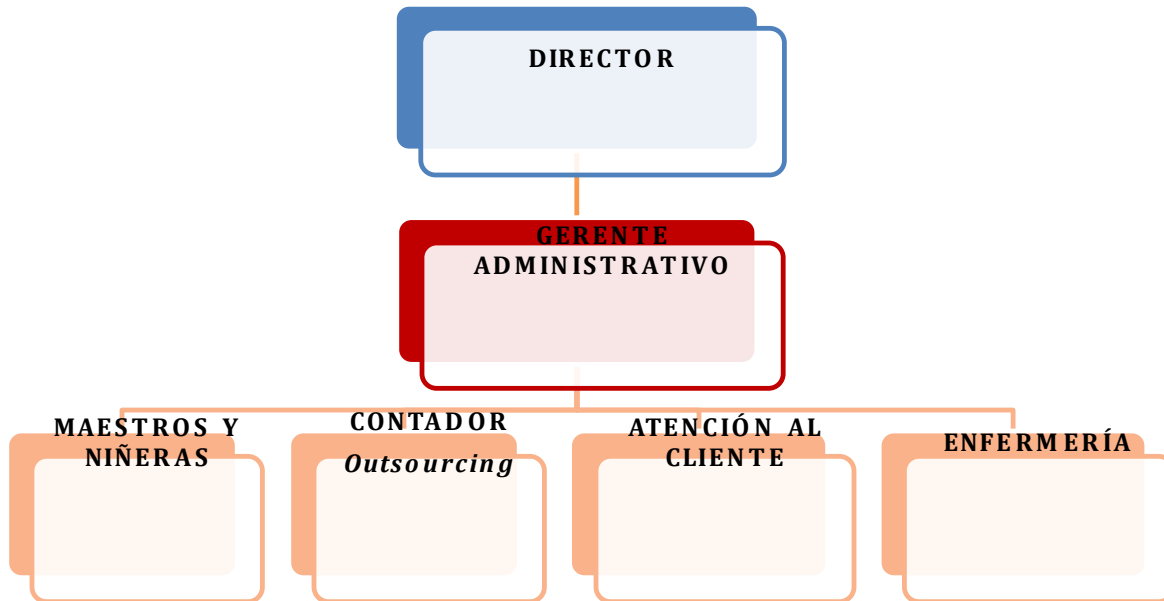 DIRECTOR
GERENTE
ADMINISTRATIVO
MAESTROS Y
NIÑERAS
CONTADOR
Outsourcing
ATENCIÓN AL
CLIENTE
ENFERMERÍA